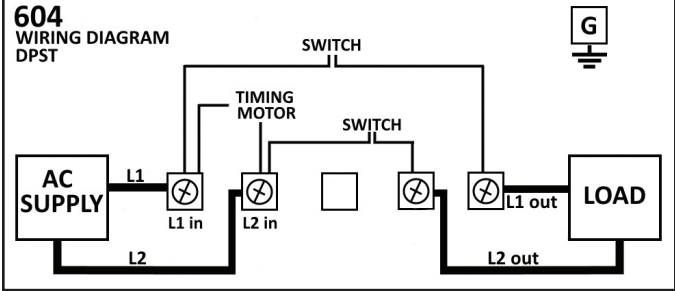 604
WIRING DIAGRAM
DPST
G
SWITCH
TIMING
MOTOR
SWITCH
AC
SUPPLY
L1
L1 in
L2 in
L1 out
LOAD
L2
L2 out